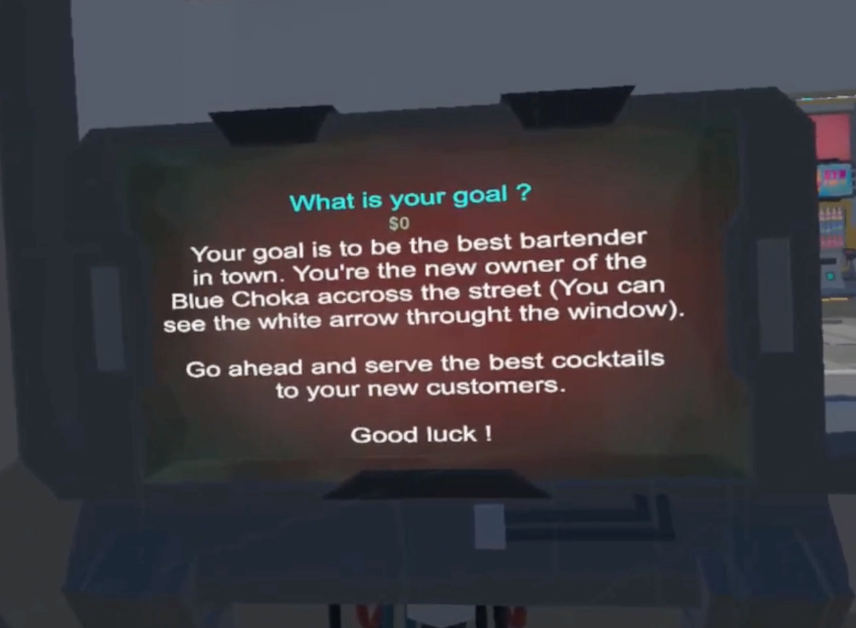 What is your goal ?
$0
Your goal is to be the best bartender
in town. You're the new owner of the
Blue Choka accross the street (You can
see the white arrow throught the window).
Go ahead and serve the best cocktails
to your new customers.
Good luck !